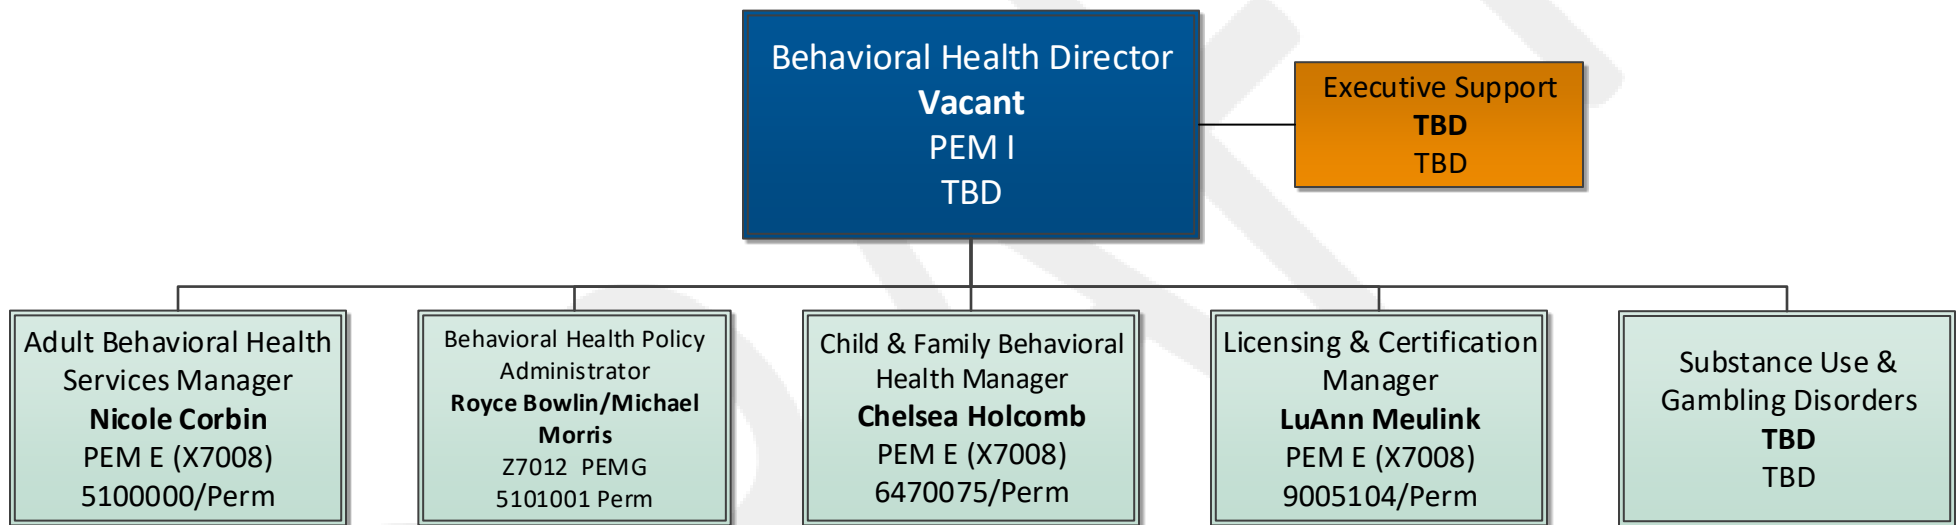 Behavioral Health Director
Vacant
PEM I
TBD
Executive Support
TBD
TBD
Adult Behavioral Health
Services Manager
Nicole Corbin
PEM E (X7008)
5100000/Perm
Behavioral Health Policy
Administrator
Royce Bowlin/Michael
Morris
Z7012 PEMG
5101001 Perm
Child & Family Behavioral
Health Manager
Chelsea Holcomb
PEM E (X7008)
6470075/Perm
Licensing & Certification
Manager
LuAnn Meulink
PEM E (X7008)
9005104/Perm
Substance Use &
Gambling Disorders
TBD
TBD